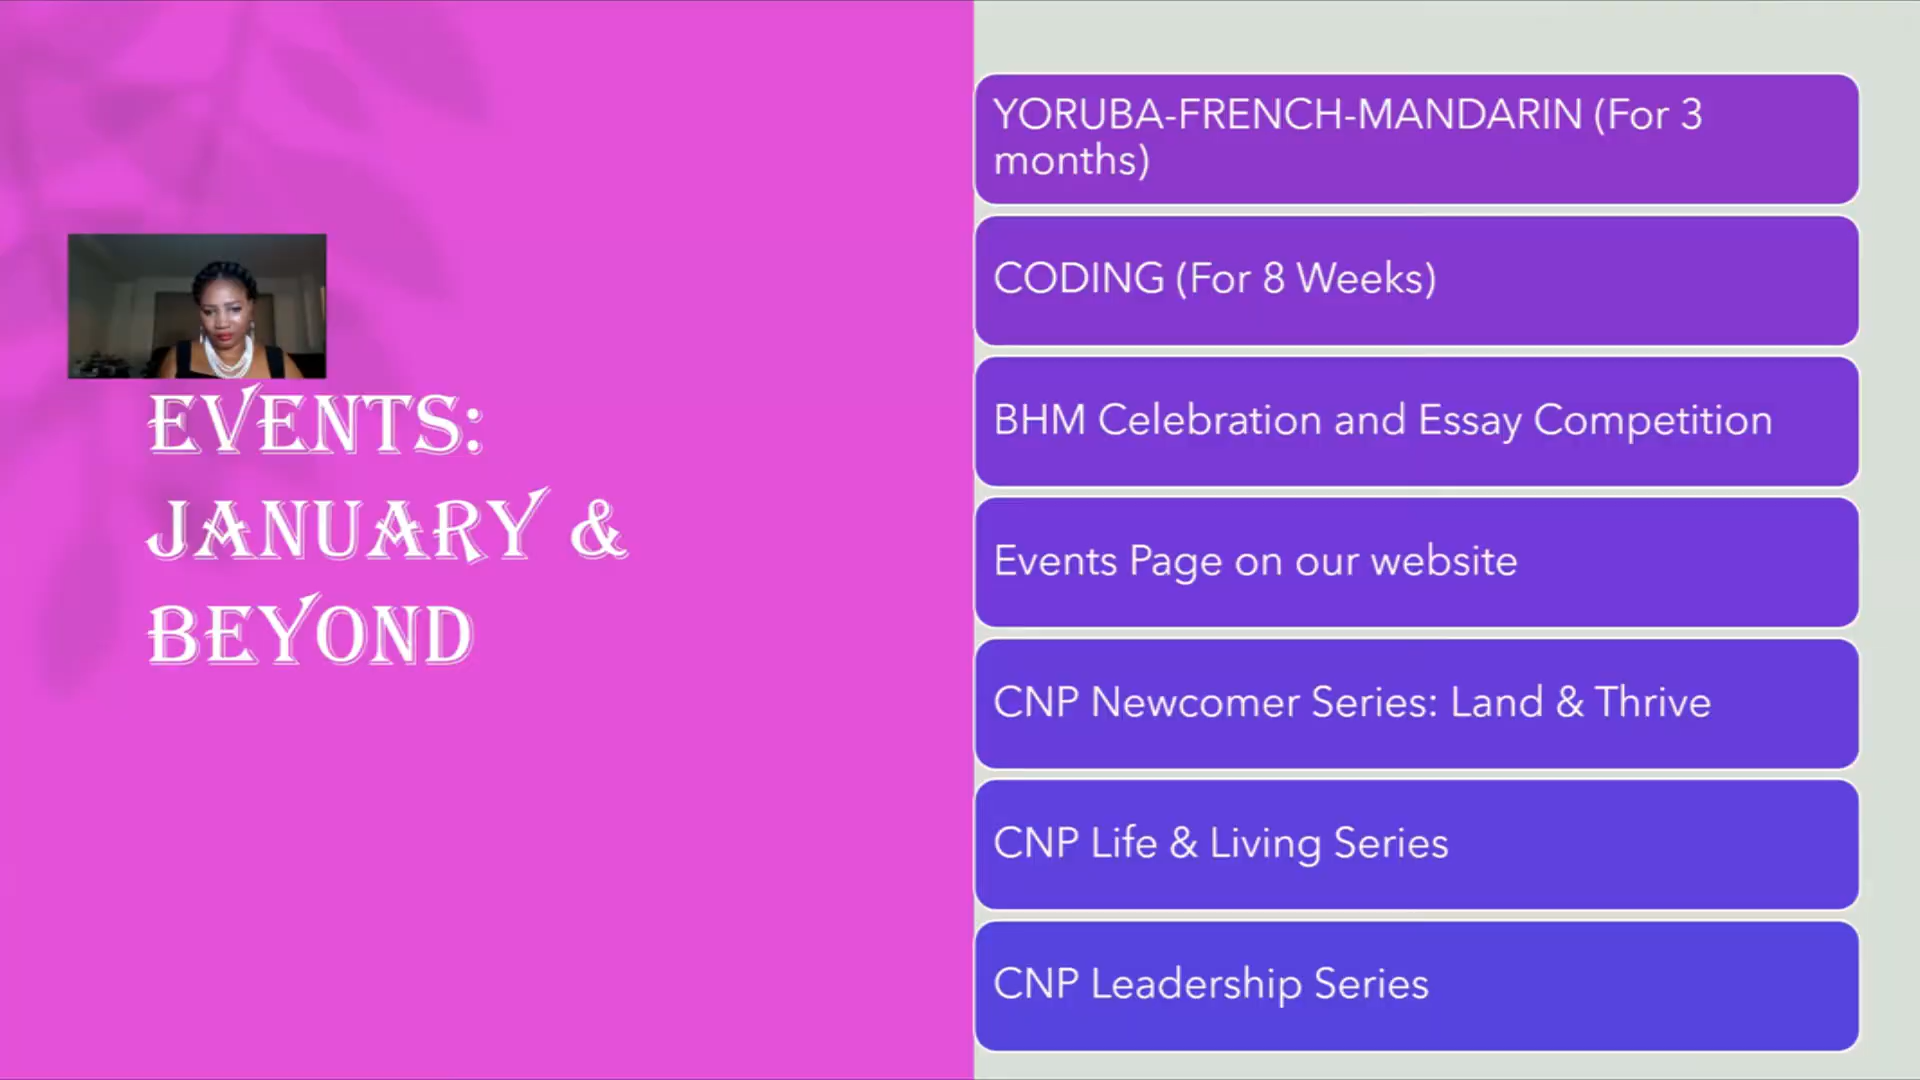 EVENTS:
JANUARY &
BEYOND
YORUBA-FRENCH-MANDARIN (For 3
months)
CODING (For 8 Weeks)
BHM Celebration and Essay Competition
Events Page on our website
CNP Newcomer Series: Land & Thrive
CNP Life & Living Series
CNP Leadership Series